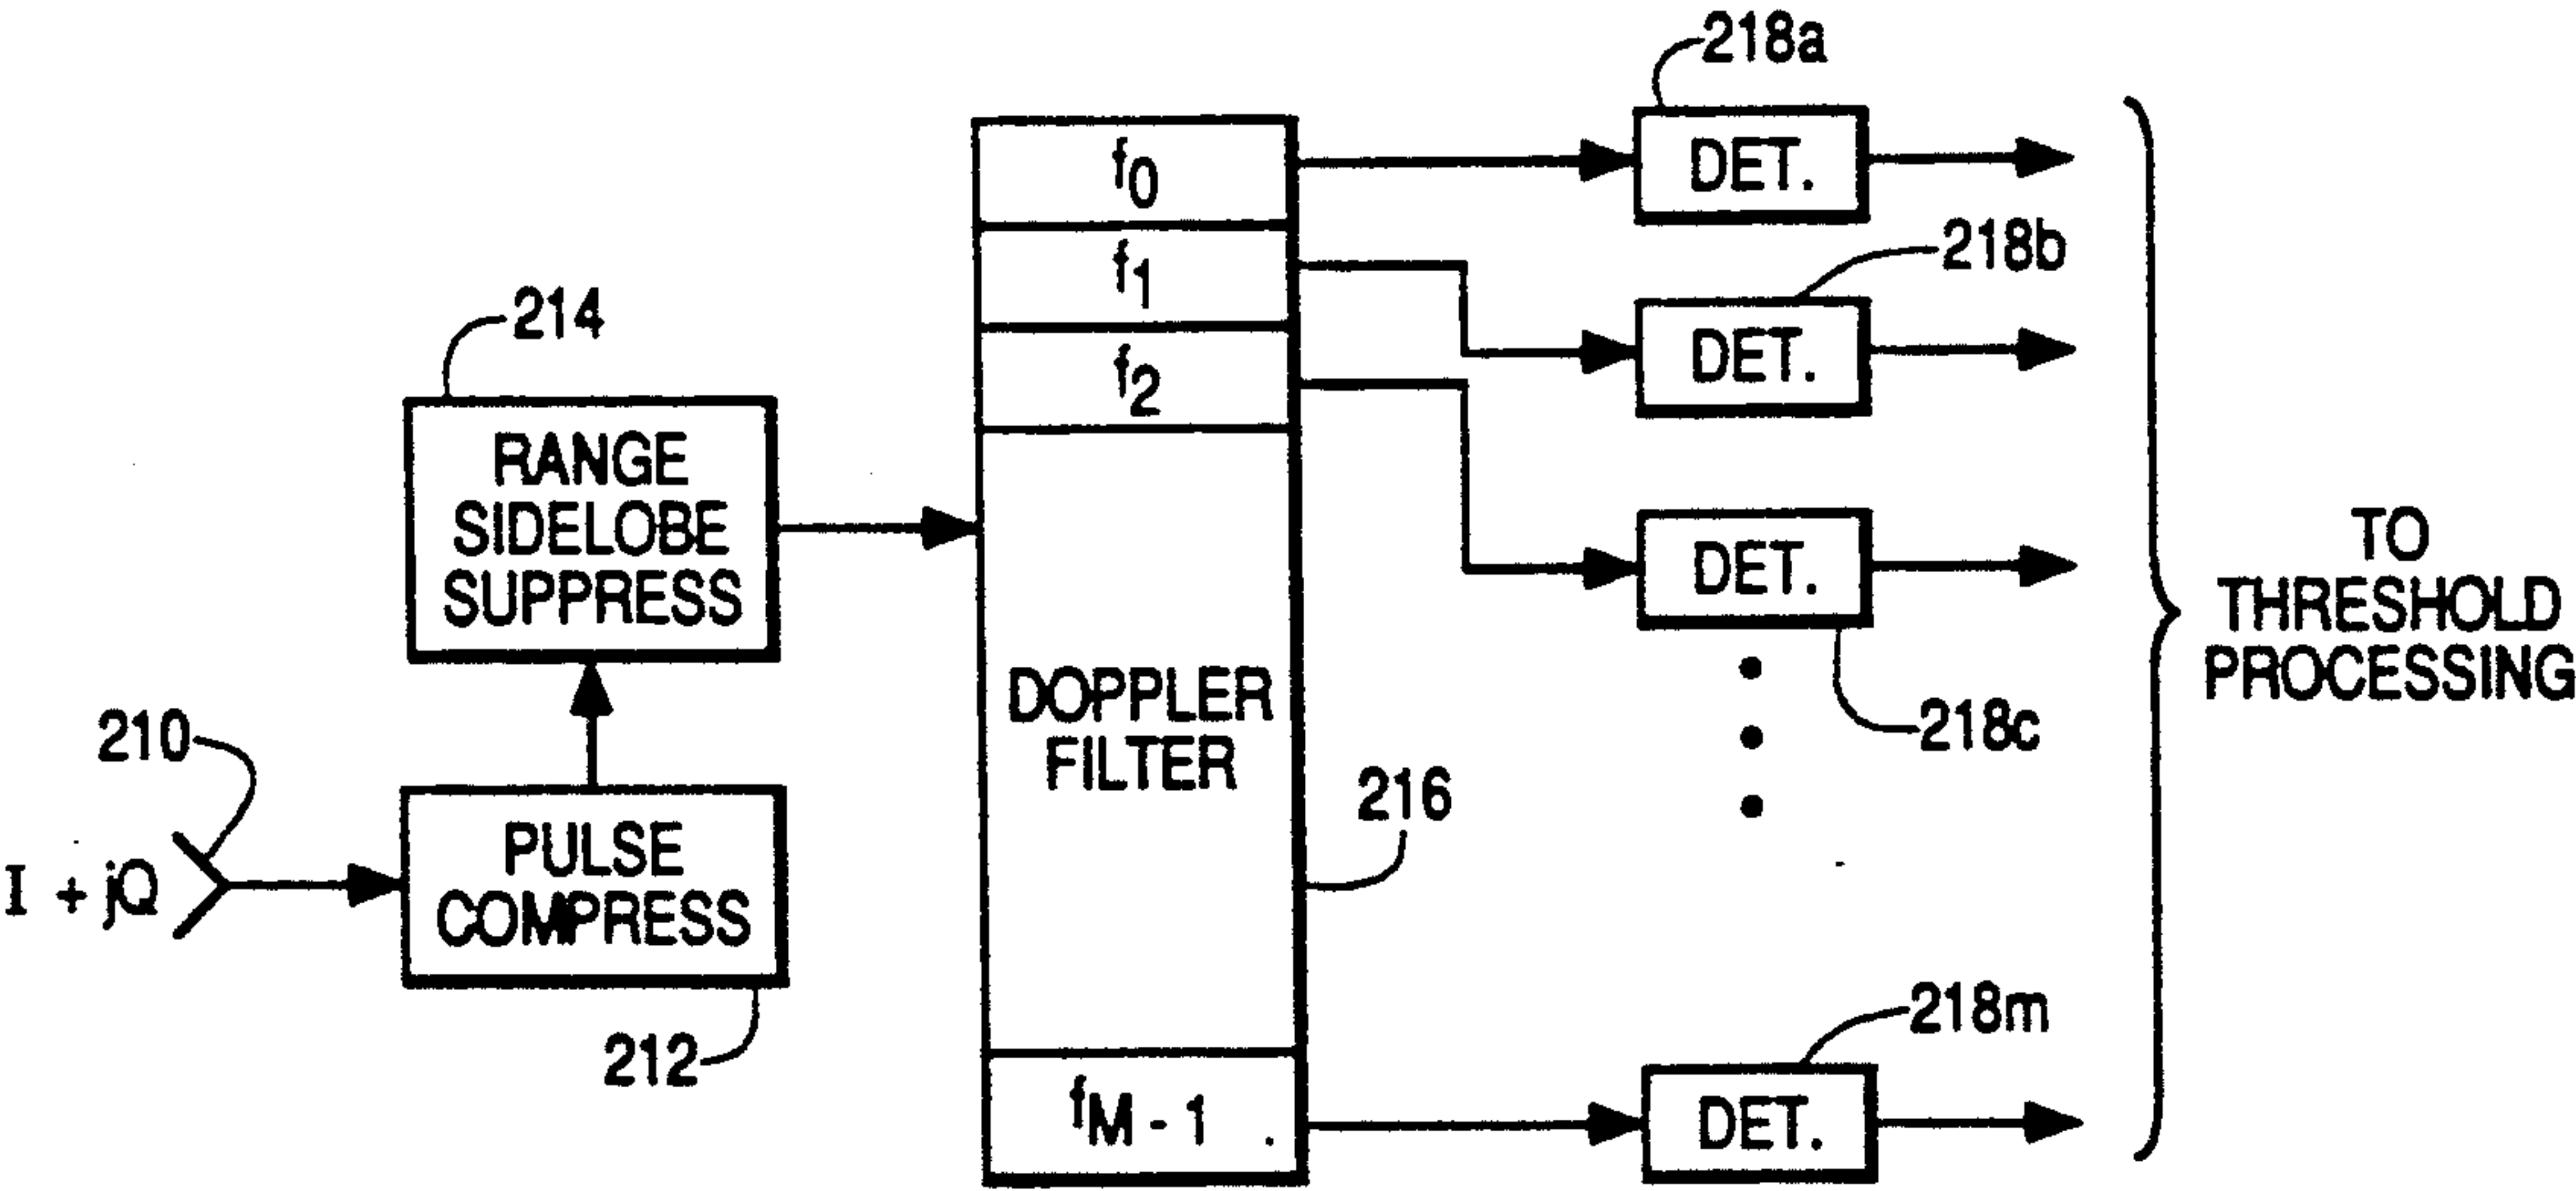 218a
f0
DET.
f1
218b
214
f2
DET.
RANGE
SIDELOBE
SUPPRESS
DET.
TO
THRESHOLD
PROCESSING
DOPPLER
FILTER
210
218c
216
I + jQ
PULSE
COMPRESS
212
218m
fM - 1
DET.